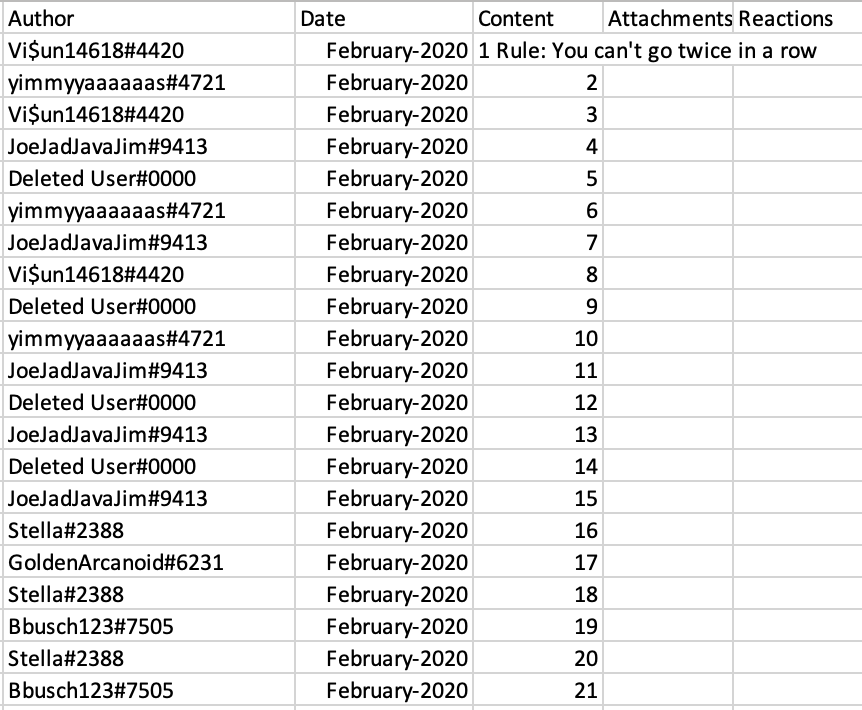 Author Date Content Attachments Reactions
Vi$un14618#4420 February-2020 1 Rule: You can't go twice in a row
yimmyyaaaaaas#4721 February-2020 2
Vi$un14618#4420 February-2020 3
JoeJadJavaJim#9413 February-2020 4
Deleted User#0000 February-2020 5
yimmyyaaaaaas#4721 February-2020 6
JoeJadJavaJim#9413 February-2020 7
Vi$un14618#4420 February-2020 8
Deleted User#0000 February-2020 9
yimmyyaaaaaas#4721 February-2020 10
JoeJadJavaJim#9413 February-2020 11
Deleted User#0000 February-2020 12
JoeJadJavaJim#9413 February-2020 13
Deleted User#0000 February-2020 14
JoeJadJavaJim#9413 February-2020 15
Stella#2388 February-2020 16
GoldenArcanoid#6231 February-2020 17
Stella#2388 February-2020 18
Bbusch123#7505 February-2020 19
Stella#2388 February-2020 20
Bbusch123#7505 February-2020 21